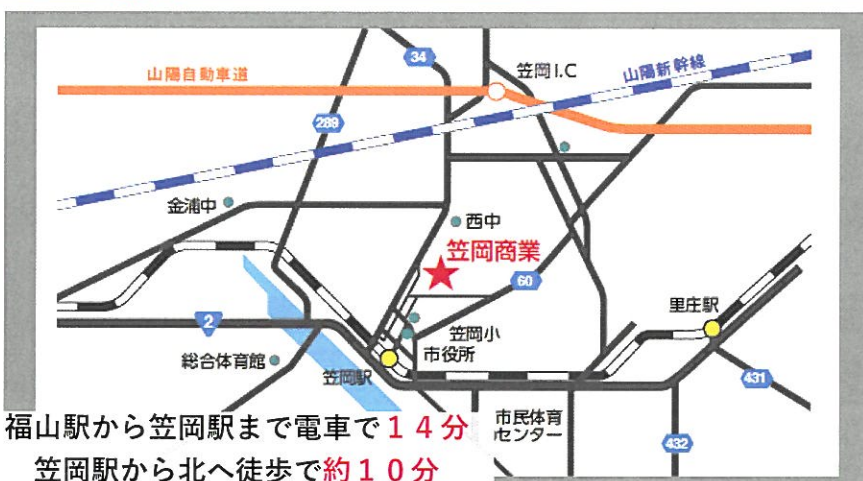 34
笠岡I.C
山陽新幹線
山陽自動車道
289
金浦中
西中
笠岡商業
60
里庄駅
2
笠岡小
市役所
総合体育館
笠岡駅
431
市民体育
センター
432
福山駅から笠岡駅まで電車で１４分
笠岡駅から北へ徒歩で約１０分